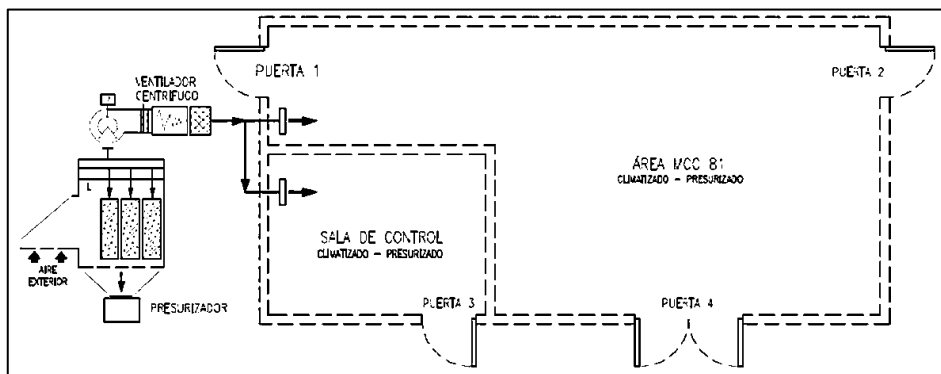 PUERTA 1
PUERTA 2
VENTILADOR
CENTRÍFUGO
ÁREA MCC 81
CLIMATIZADO - PRESURIZADO
L
SALA DE CONTROL
CLIMATIZADO - PRESURIZADO
AIRE
EXTERIOR
PRESURIZADOR
PUERTA 3
PUERTA 4